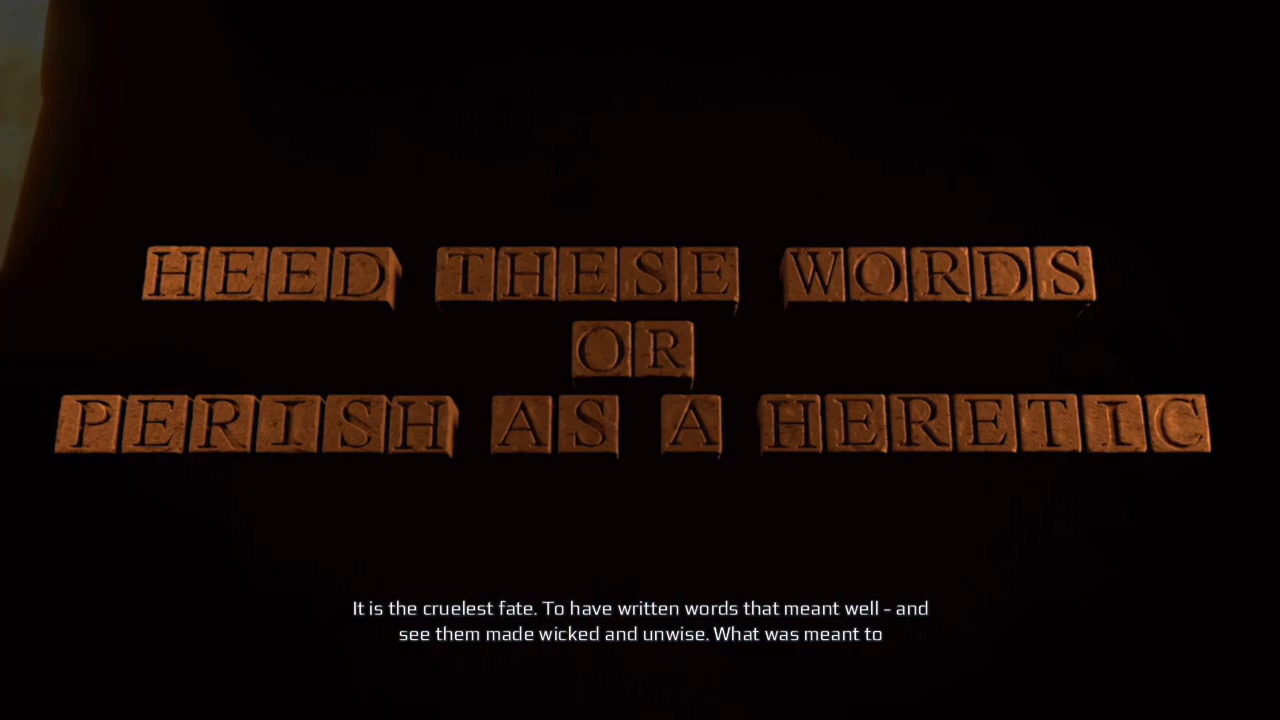 HEED THESE WORDS
OR
PERISH AS A HERETIC
It is the cruelest fate. To have written words that meant well - and
see them made wicked and unwise. What was meant to